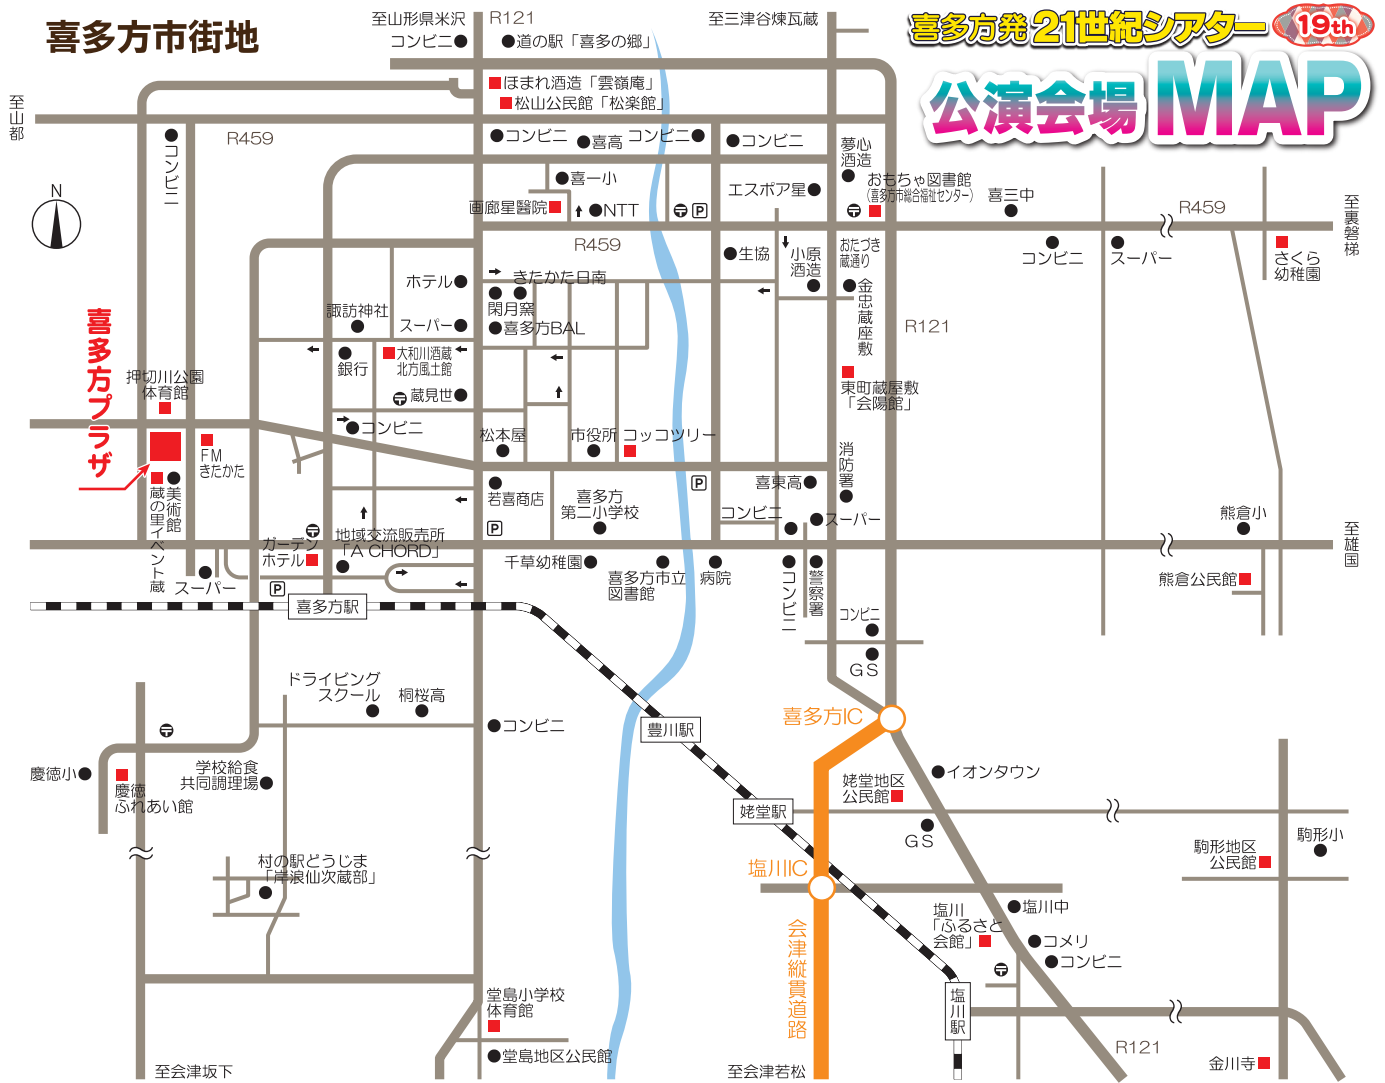 喜多方市街地
喜多方発 21世紀シアター 19th
公演会場 MAP
至山形県米沢
R121
至三津谷煉瓦蔵
コンビニ
道の駅「喜多の郷」
ほまれ酒造「雲嶺庵」
松山公民館「松楽館」
至山都
コンビニ
R459
コンビニ
喜高
コンビニ
コンビニ
夢心
酒造
N
喜一小
エスポア星
おもちゃ図書館
(喜多方市総合福祉センター)
喜三中
画廊星醫院
NTT
P
R459
至裏磐梯
R459
生協
小原
酒造
おたづき
蔵通り
コンビニ
スーパー
さくら
幼稚園
ホテル
きたかた日南
閑月窯
金忠蔵座敷
諏訪神社
スーパー
喜多方BAL
R121
喜多方プラザ
銀行
大和川酒蔵
北方風土館
押切川公園
体育館
蔵見世
東町蔵屋敷
「会陽館」
コンビニ
松本屋
市役所
コッコツリー
FM
きたかた
消防署
蔵の里イベント蔵
美術館
若喜商店
喜多方
第二小学校
P
喜東高
コンビニ
スーパー
熊倉小
P
ガーデン
ホテル
地域交流販売所
「A CHORD」
至雄国
スーパー
千草幼稚園
喜多方市立
図書館
病院
コンビニ
警察署
熊倉公民館
P
喜多方駅
コンビニ
GS
ドライビング
スクール
桐桜高
コンビニ
豊川駅
喜多方IC
慶徳小
慶徳
ふれあい館
学校給食
共同調理場
イオンタウン
姥堂地区
公民館
姥堂駅
GS
駒形小
駒形地区
公民館
村の駅どうじま
「岸浪仙次蔵部」
塩川IC
塩川
「ふるさと
会館」
塩川中
コメリ
コンビニ
会津縦貫道路
堂島小学校
体育館
塩川駅
堂島地区公民館
R121
金川寺
至会津坂下
至会津若松